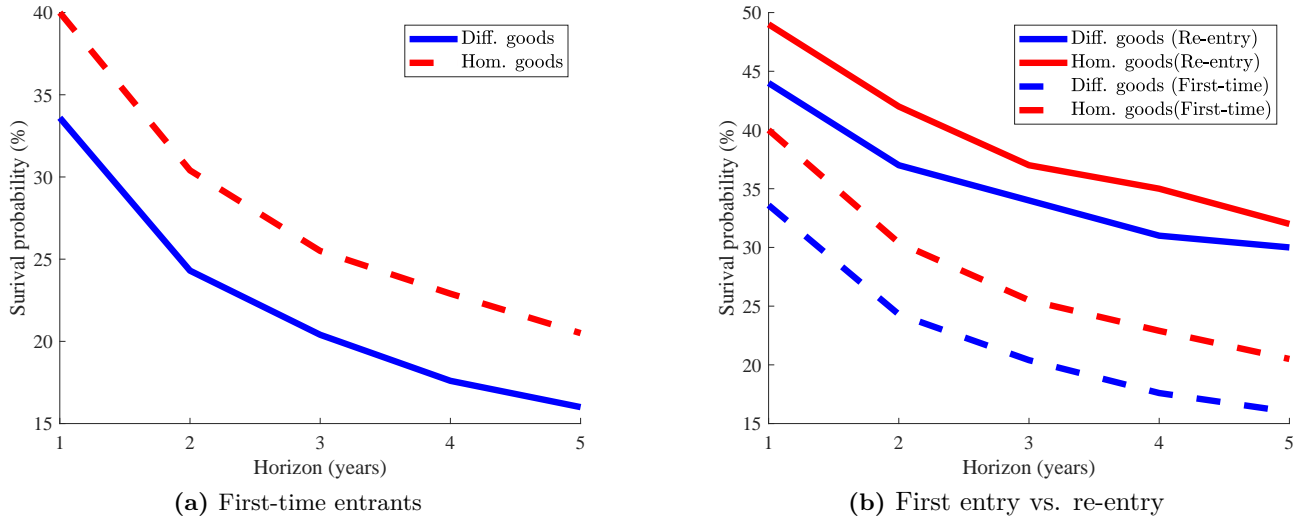 40
35
30
25
20
15
Surival probability (%)
Diff. goods
Hom. goods
1 2 3 4 5
Horizon (years)
(a) First-time entrants
50
45
40
35
30
25
20
15
Surival probability (%)
Diff. goods (Re-entry)
Hom. goods(Re-entry)
Diff. goods (First-time)
Hom. goods(First-time)
1 2 3 4 5
Horizon (years)
(b) First entry vs. re-entry